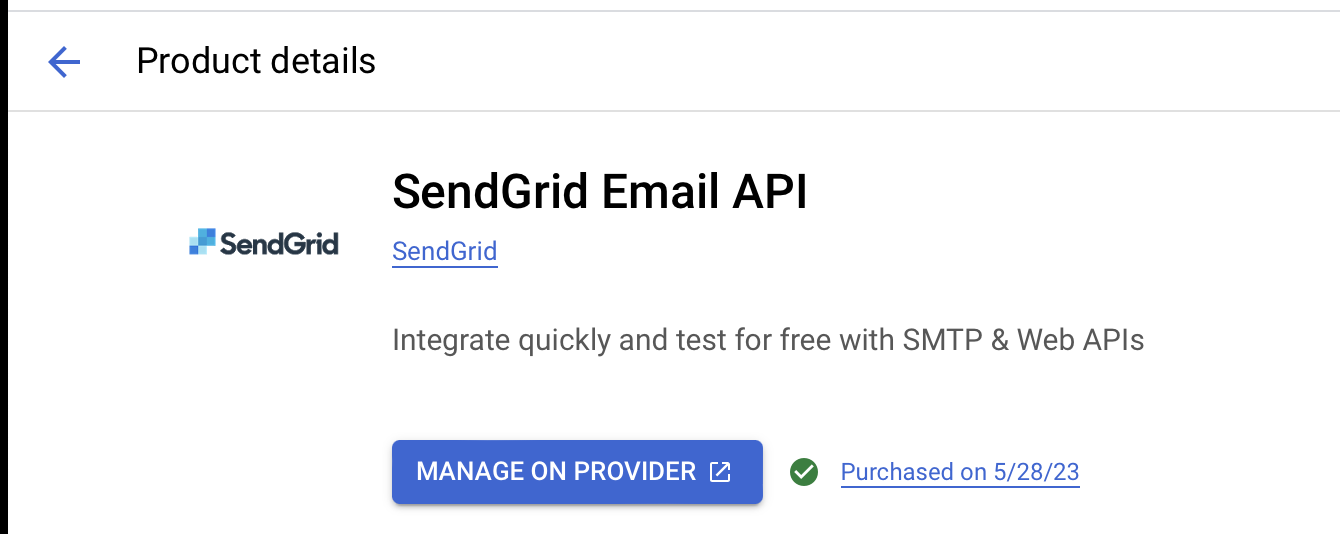 Product details
SendGrid Email API
SendGrid
SendGrid
Integrate quickly and test for free with SMTP & Web APIs
MANAGE ON PROVIDER
Purchased on 5/28/23